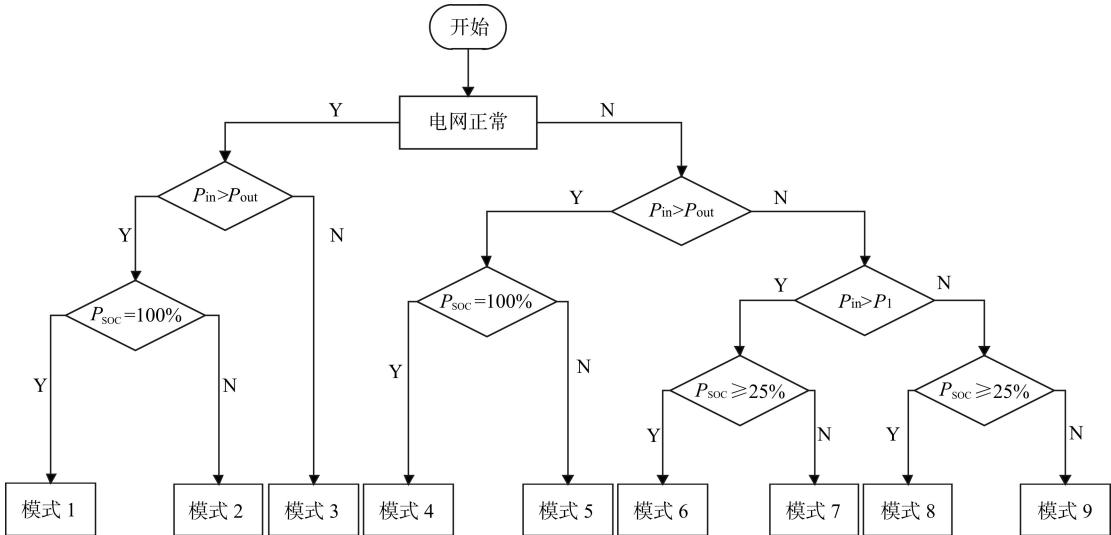 开始
Y
电网正常
N
Pin>Pout
Y
N
Pin>Pout
Y
N
Y
N
PSOC=100%
PSOC=100%
Pin>P1
Y
N
Y
N
Y
N
PSOC≥25%
PSOC≥25%
Y
N
Y
N
模式 1
模式 2
模式 3
模式 4
模式 5
模式 6
模式 7
模式 8
模式 9